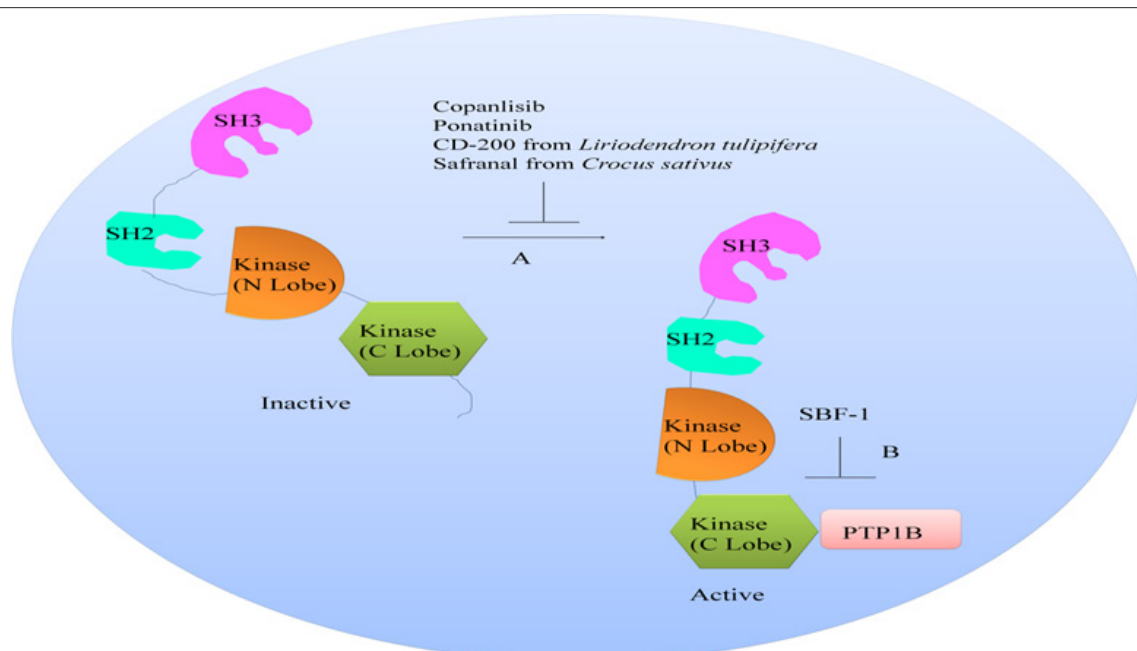 SH3
SH2
Kinase
(N Lobe)
Kinase
(C Lobe)
Inactive
Copanlisib
Ponatinib
CD-200 from Liriodendron tulipifera
Safranal from Crocus sativus
A
SH3
SH2
Kinase
(N Lobe)
SBF-1
B
Kinase
(C Lobe)
PTP1B
Active